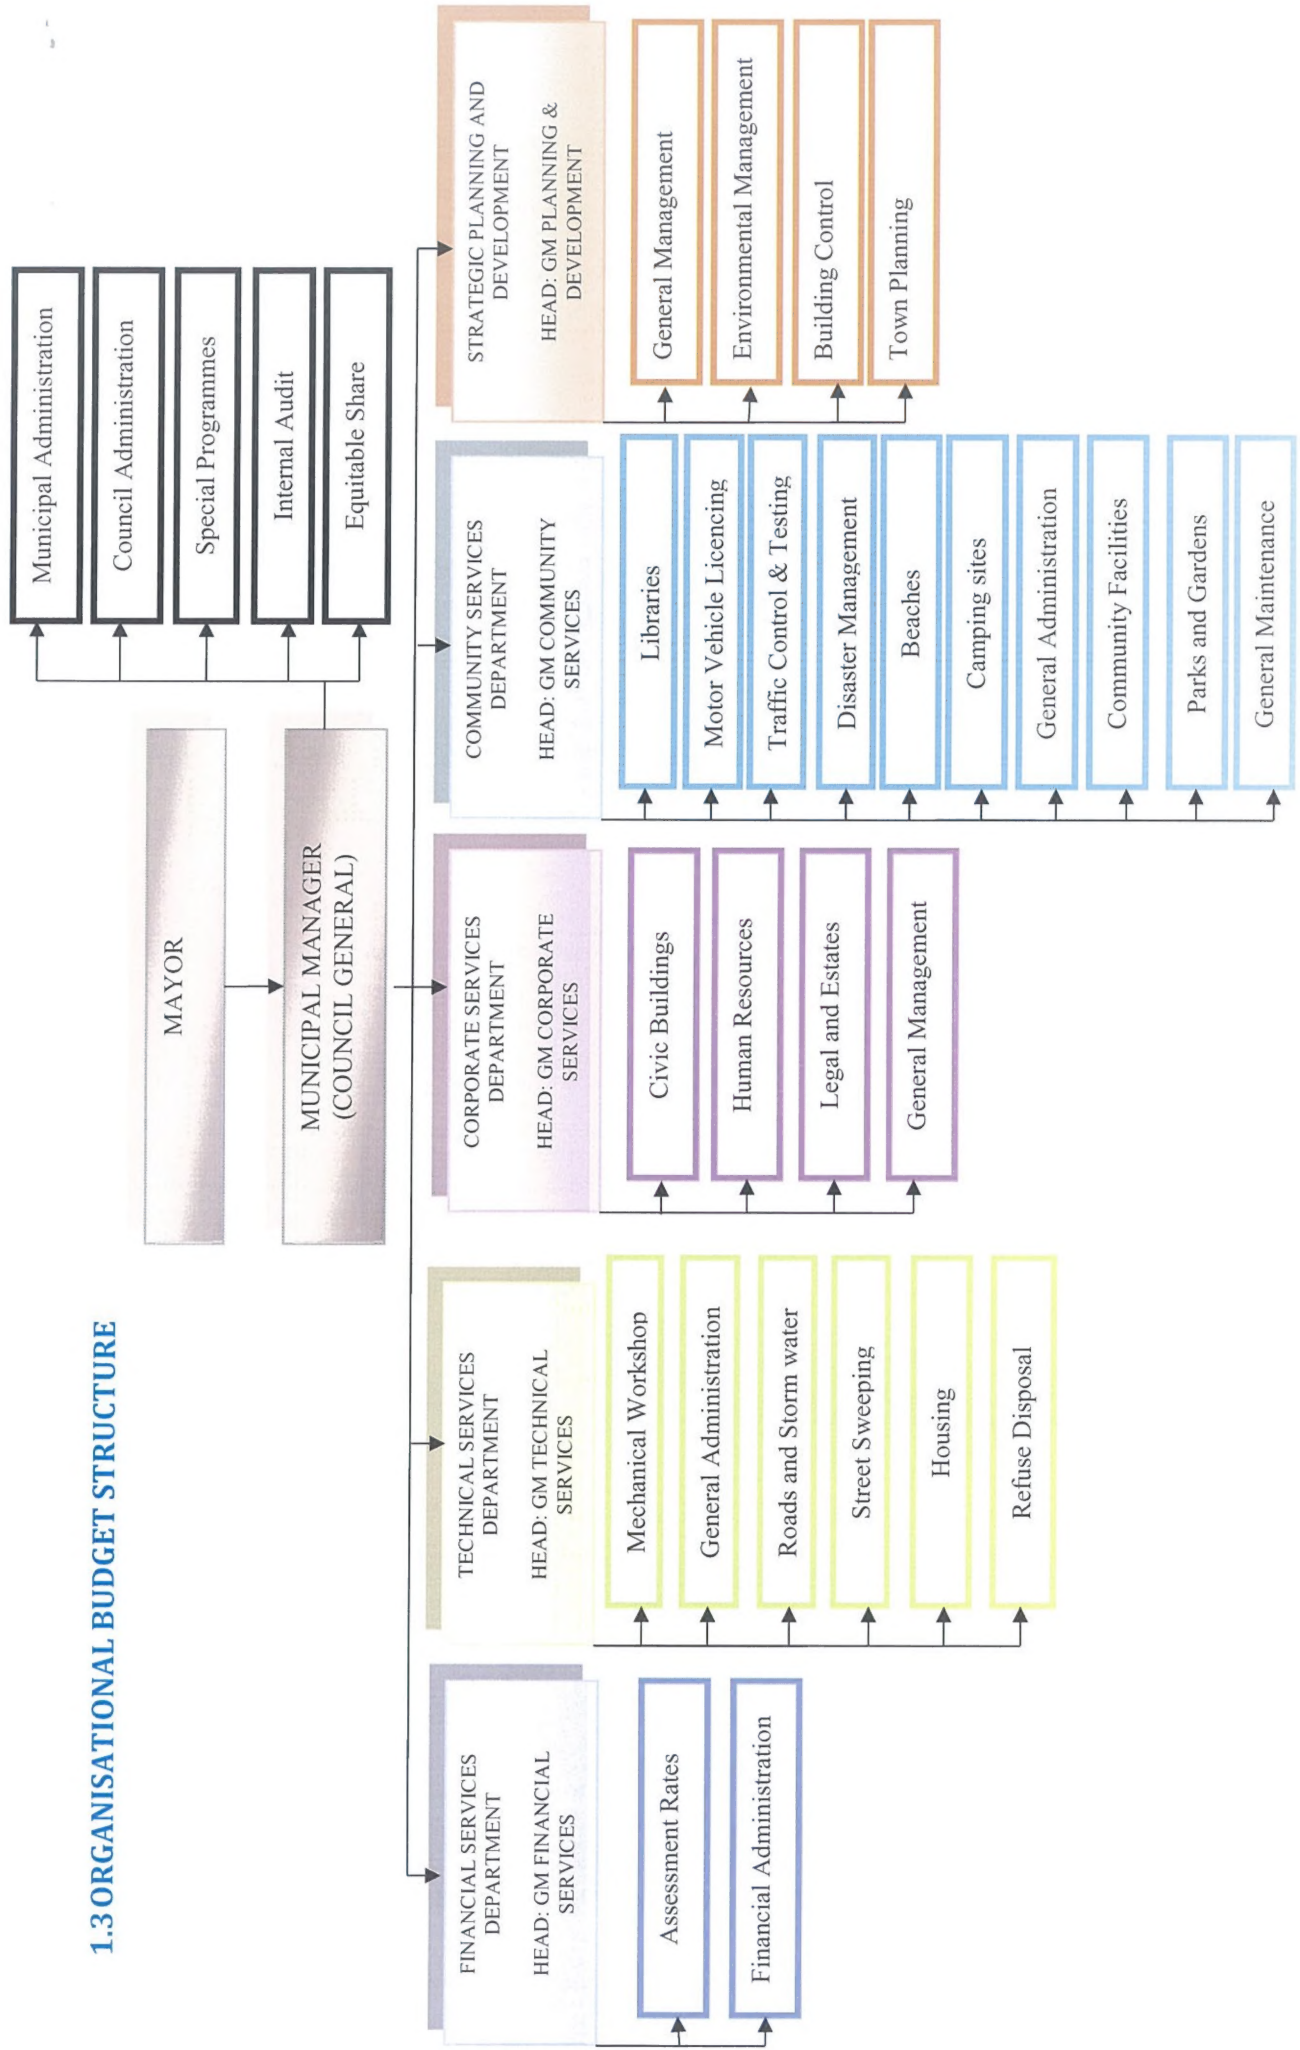 1.3 ORGANISATIONAL BUDGET STRUCTURE
MAYOR
MUNICIPAL MANAGER
(COUNCIL GENERAL)
Municipal Administration
Council Administration
Special Programmes
Internal Audit
Equitable Share
FINANCIAL SERVICES
DEPARTMENT
HEAD: GM FINANCIAL
SERVICES
Assessment Rates
Financial Administration
TECHNICAL SERVICES
DEPARTMENT
HEAD: GM TECHNICAL
SERVICES
Mechanical Workshop
General Administration
Roads and Storm water
Street Sweeping
Housing
Refuse Disposal
CORPORATE SERVICES
DEPARTMENT
HEAD: GM CORPORATE
SERVICES
Civic Buildings
Human Resources
Legal and Estates
General Management
COMMUNITY SERVICES
DEPARTMENT
HEAD: GM COMMUNITY
SERVICES
Libraries
Motor Vehicle Licencing
Traffic Control & Testing
Disaster Management
Beaches
Camping sites
General Administration
Community Facilities
Parks and Gardens
General Maintenance
STRATEGIC PLANNING AND
DEVELOPMENT
HEAD: GM PLANNING &
DEVELOPMENT
General Management
Environmental Management
Building Control
Town Planning